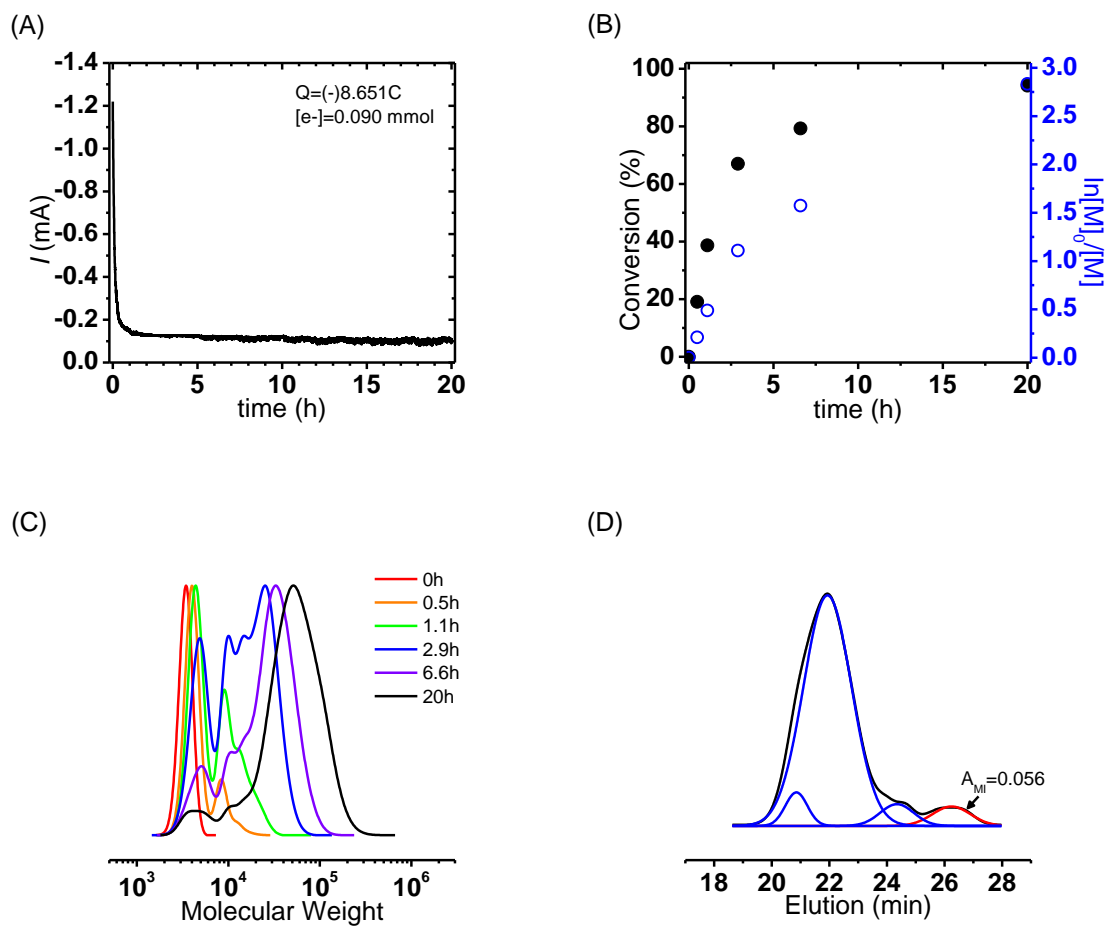 (A)
-1.4
-1.2
-1.0
-0.8
-0.6
-0.4
-0.2
0.0
I (mA)
Q=(-)8.651C
[e-]=0.090 mmol
0 5 10 15 20
time (h)
(B)
100
80
60
40
20
0
Conversion (%)
3.0
2.5
2.0
1.5
1.0
0.5
0.0
ln[M]0/[M]
0 5 10 15 20
time (h)
(C)
0h
0.5h
1.1h
2.9h
6.6h
20h
10³ 10⁴ 10⁵ 10⁶
Molecular Weight
(D)
AMI=0.056
18 20 22 24 26 28
Elution (min)